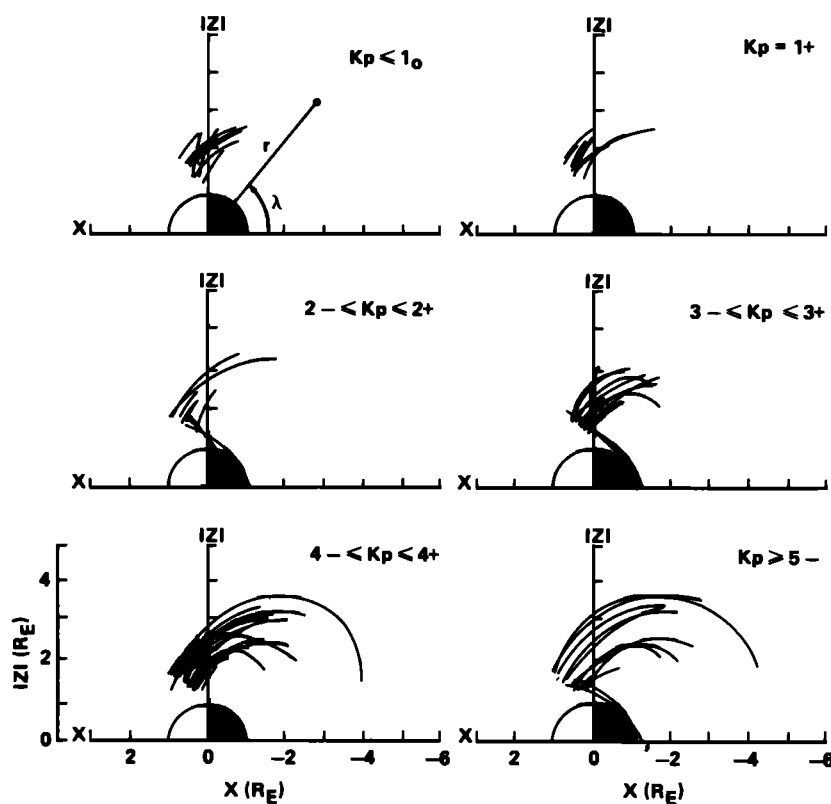 |Z| |Z|
Kp ≤ 1o Kp = 1+
r
λ
X X
|Z| |Z|
2 − ≤ Kp ≤ 2+ 3 − ≤ Kp ≤ 3+
X X
|Z| |Z|
4 − ≤ Kp ≤ 4+ Kp ≥ 5 −
4
2
0
|Z| (RE)
X X
2 0 −2 −4 −6 2 0 −2 −4 −6
X (RE) X (RE)